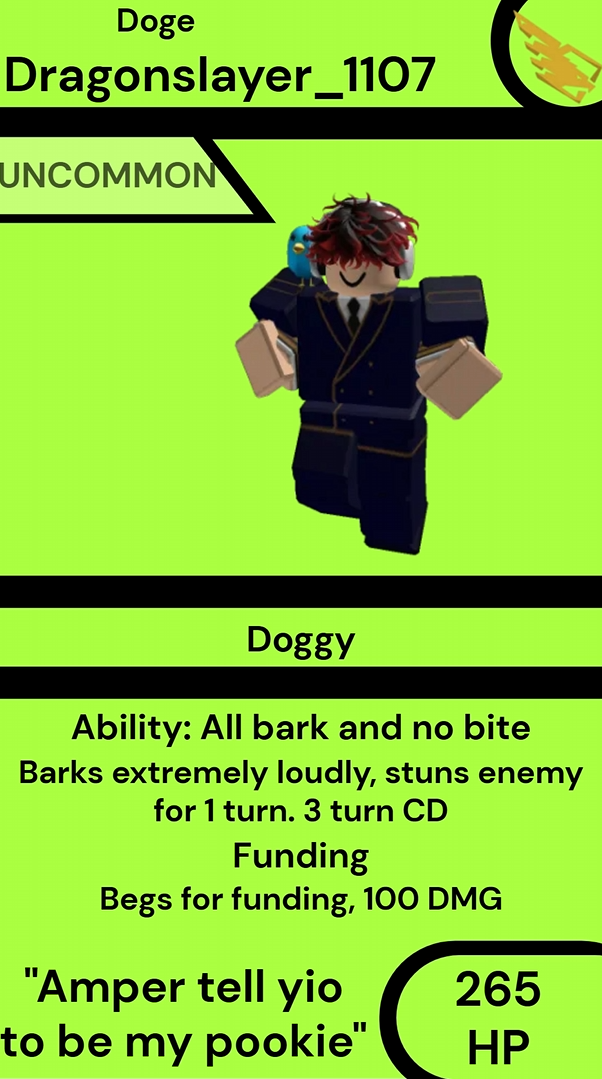 Doge
Dragonslayer_1107
UNCOMMON
Doggy
Ability: All bark and no bite
Barks extremely loudly, stuns enemy
for 1 turn. 3 turn CD
Funding
Begs for funding, 100 DMG
"Amper tell yio
to be my pookie"
265
HP